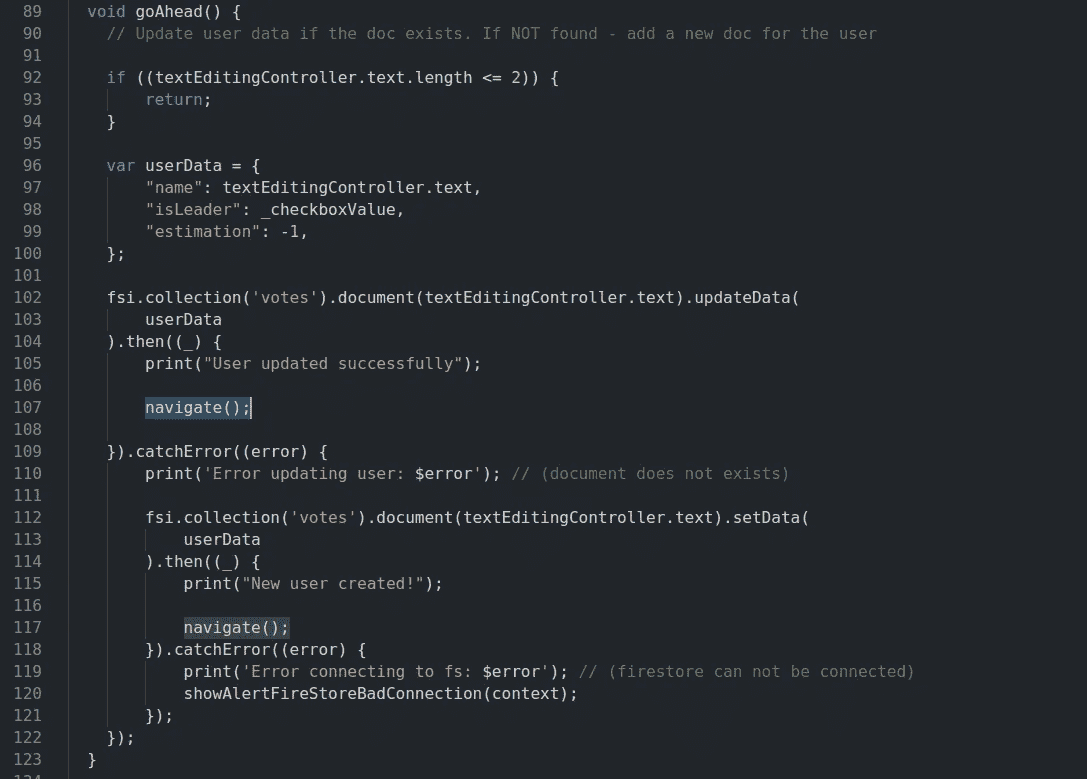 89 void goAhead() {
90 // Update user data if the doc exists. If NOT found - add a new doc for the user
91
92 if ((textEditingController.text.length <= 2)) {
93 return;
94 }
95
96 var userData = {
97 "name": textEditingController.text,
98 "isLeader": _checkboxValue,
99 "estimation": -1,
100 };
101
102 fsi.collection('votes').document(textEditingController.text).updateData(
103 userData
104 ).then((_) {
105 print("User updated successfully");
106
107 navigate();
108
109 }).catchError((error) {
110 print('Error updating user: $error'); // (document does not exists)
111
112 fsi.collection('votes').document(textEditingController.text).setData(
113 userData
114 ).then((_) {
115 print("New user created!");
116
117 navigate();
118 }).catchError((error) {
119 print('Error connecting to fs: $error'); // (firestore can not be connected)
120 showAlertFireStoreBadConnection(context);
121 });
122 });
123 }